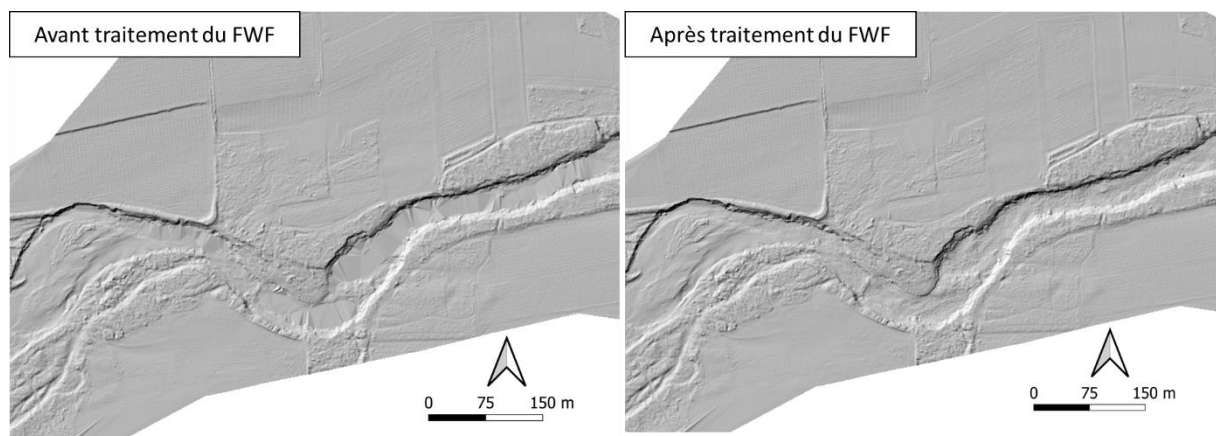 Avant traitement du FWF
0 75 150 m
Après traitement du FWF
0 75 150 m